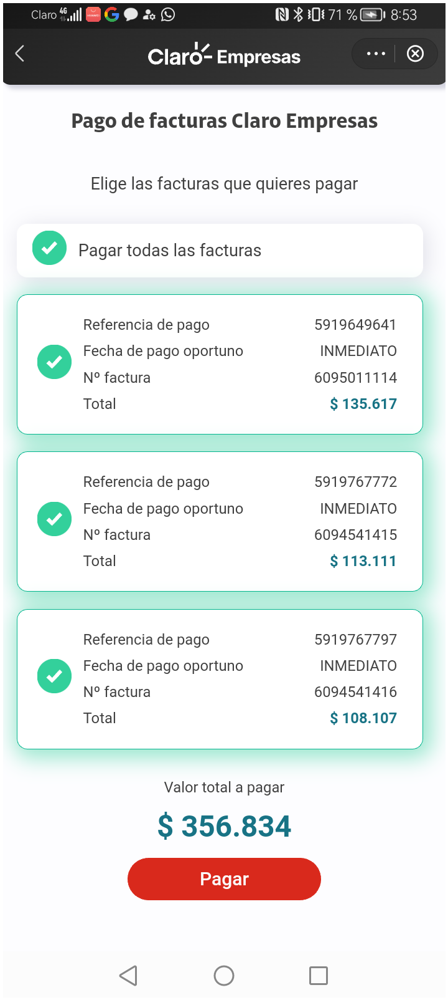 Claro 4G 71 % 8:53
Claro- Empresas
Pago de facturas Claro Empresas
Elige las facturas que quieres pagar
Pagar todas las facturas
Referencia de pago 5919649641
Fecha de pago oportuno INMEDIATO
Nº factura 6095011114
Total $ 135.617
Referencia de pago 5919767772
Fecha de pago oportuno INMEDIATO
Nº factura 6094541415
Total $ 113.111
Referencia de pago 5919767797
Fecha de pago oportuno INMEDIATO
Nº factura 6094541416
Total $ 108.107
Valor total a pagar
$ 356.834
Pagar